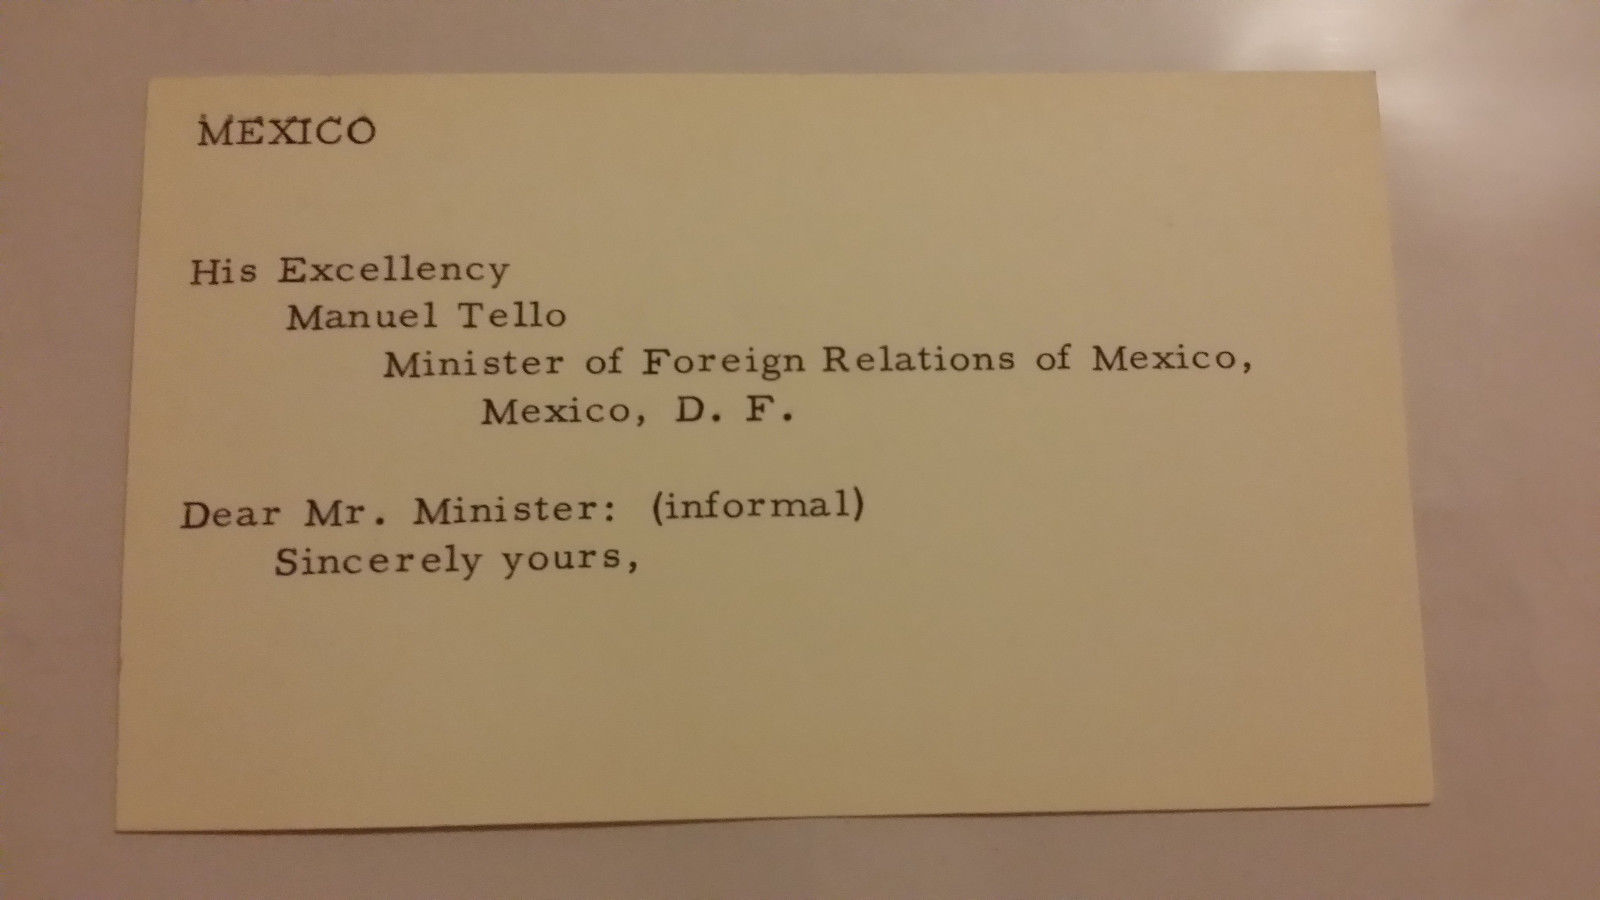 MEXICO
His Excellency
Manuel Tello
Minister of Foreign Relations of Mexico,
Mexico, D. F.
Dear Mr. Minister: (informal)
Sincerely yours,